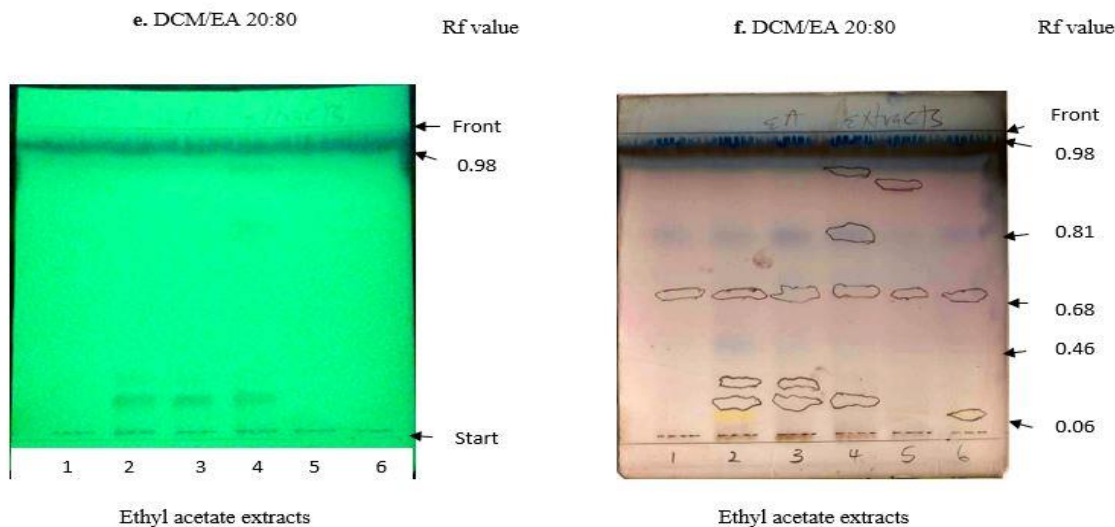 e. DCM/EA 20:80
Rf value
Front
0.98
Start
1 2 3 4 5 6
Ethyl acetate extracts
f. DCM/EA 20:80
Rf value
EA extracts
Front
0.98
0.81
0.68
0.46
0.06
1 2 3 4 5 6
Ethyl acetate extracts